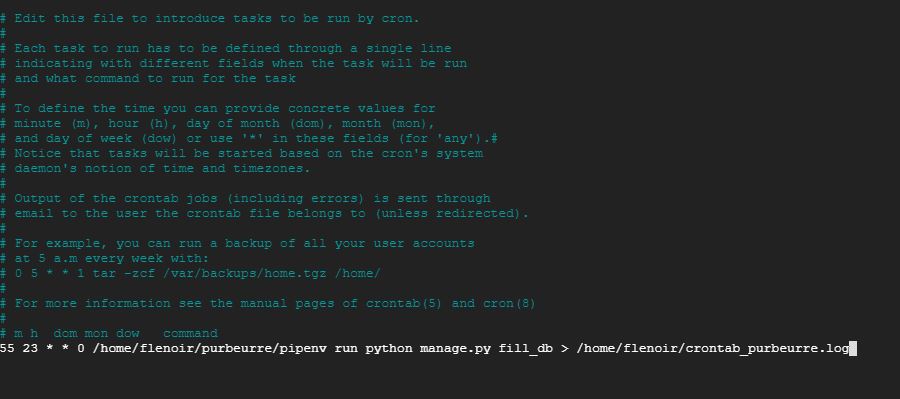 # Edit this file to introduce tasks to be run by cron.
#
# Each task to run has to be defined through a single line
# indicating with different fields when the task will be run
# and what command to run for the task
#
# To define the time you can provide concrete values for
# minute (m), hour (h), day of month (dom), month (mon),
# and day of week (dow) or use '*' in these fields (for 'any').#
# Notice that tasks will be started based on the cron's system
# daemon's notion of time and timezones.
#
# Output of the crontab jobs (including errors) is sent through
# email to the user the crontab file belongs to (unless redirected).
#
# For example, you can run a backup of all your user accounts
# at 5 a.m every week with:
# 0 5 * * 1 tar -zcf /var/backups/home.tgz /home/
#
# For more information see the manual pages of crontab(5) and cron(8)
#
# m h  dom mon dow   command
55 23 * * 0 /home/flenoir/purbeurre/pipenv run python manage.py fill_db > /home/flenoir/crontab_purbeurre.log